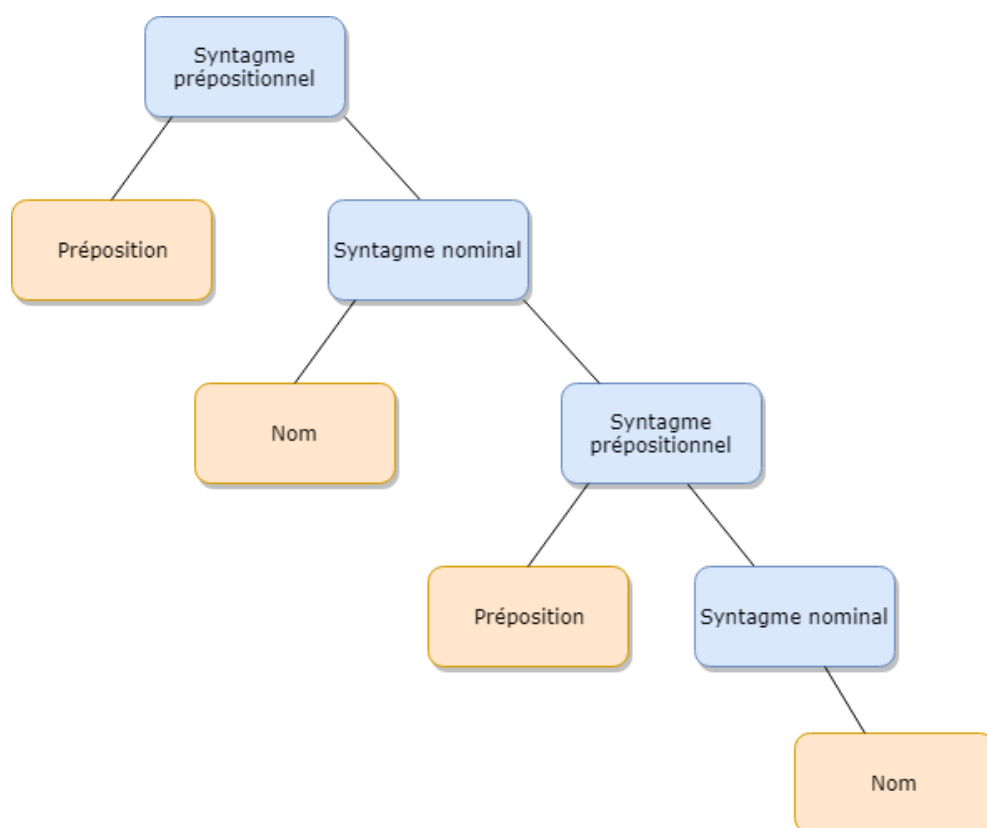 Syntagme
prépositionnel
Préposition
Syntagme nominal
Nom
Syntagme
prépositionnel
Préposition
Syntagme nominal
Nom